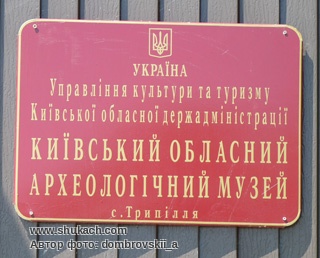 УКРАЇНА
Управління культури та туризму
Київської обласної держадміністрації
КИЇВСЬКИЙ ОБЛАСНИЙ
АРХЕОЛОГІЧНИЙ МУЗЕЙ
с.Трипілля
www.shukach.com
Автор фото: dombrovskii_a